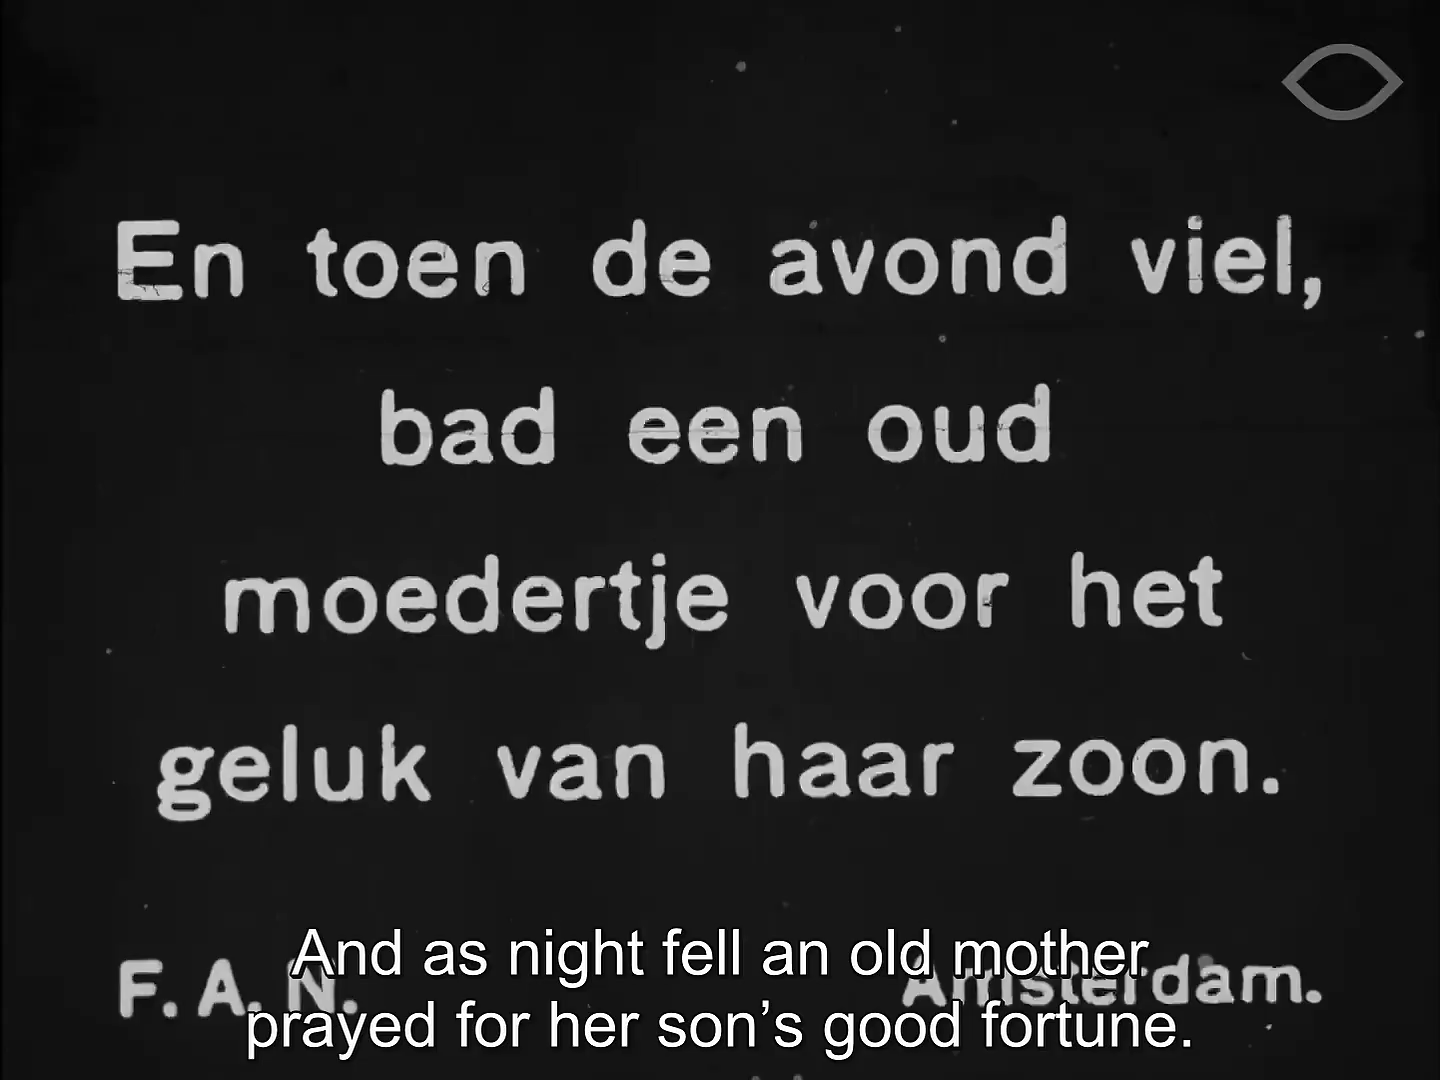 En toen de avond viel,
bad een oud
moedertje voor het
geluk van haar zoon.
F. A. N. Amsterdam.
And as night fell an old mother
prayed for her son’s good fortune.